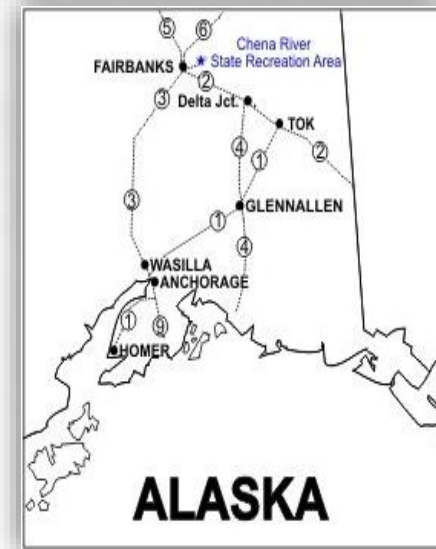 5 6
Chena River
FAIRBANKS State Recreation Area
2
3 Delta Jct.
TOK
4 1 2
3 GLENNALLEN
1
4
WASILLA
ANCHORAGE
1 9
HOMER
ALASKA